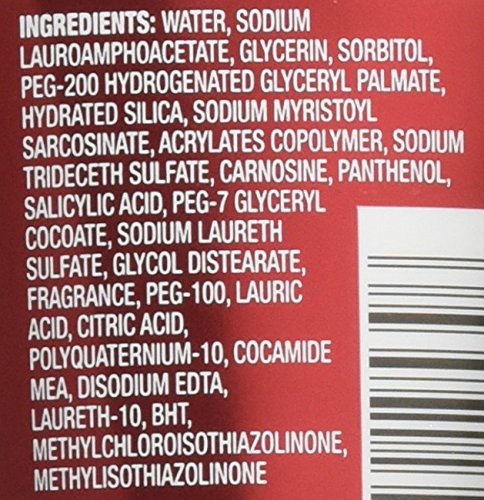 INGREDIENTS: WATER, SODIUM
LAUROAMPHOACETATE, GLYCERIN, SORBITOL,
PEG-200 HYDROGENATED GLYCERYL PALMATE,
HYDRATED SILICA, SODIUM MYRISTOYL
SARCOSINATE, ACRYLATES COPOLYMER, SODIUM
TRIDECETH SULFATE, CARNOSINE, PANTHENOL,
SALICYLIC ACID, PEG-7 GLYCERYL
COCOATE, SODIUM LAURETH
SULFATE, GLYCOL DISTEARATE,
FRAGRANCE, PEG-100, LAURIC
ACID, CITRIC ACID,
POLYQUATERNIUM-10, COCAMIDE
MEA, DISODIUM EDTA,
LAURETH-10, BHT,
METHYLCHLOROISOTHIAZOLINONE,
METHYLISOTHIAZOLINONE